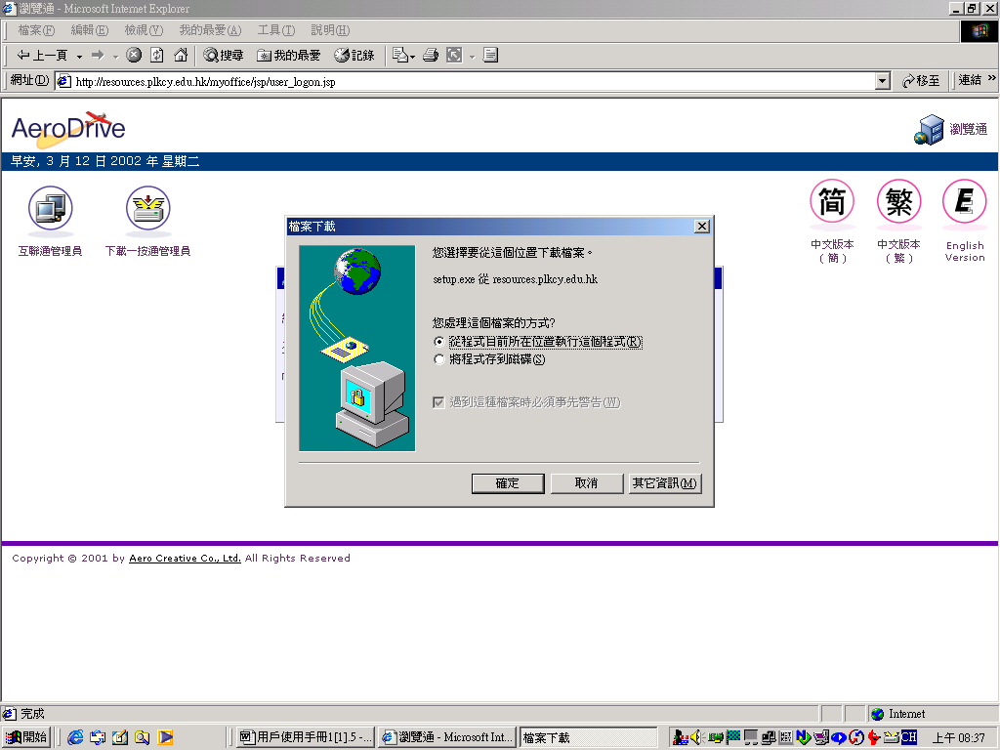 瀏覽通 - Microsoft Internet Explorer
檔案(F) 編輯(E) 檢視(V) 我的最愛(A) 工具(T) 說明(H)
上一頁 搜尋 我的最愛 記錄
網址(D) http://resources.plkcy.edu.hk/myoffice/jsp/user_logon.jsp 移至 連結 »
AeroDrive 瀏覽通
早安, 3 月 12 日 2002 年 星期二
简 繁 E
互聯通管理員 下載一按通管理員
中文版本 中文版本 English
( 簡 ) ( 繁 ) Version
檔案下載
您選擇要從這個位置下載檔案。
setup.exe 從 resources.plkcy.edu.hk
您處理這個檔案的方式?
從程式目前所在位置執行這個程式(R)
將程式存到磁碟(S)
遇到這種檔案時必須事先警告(W)
確定 取消 其它資訊(M)
Copyright © 2001 by Aero Creative Co., Ltd. All Rights Reserved
完成 Internet
開始 用戶使用手冊1[1].5 -... 瀏覽通 - Microsoft Int... 檔案下載 CH 上午 08:37